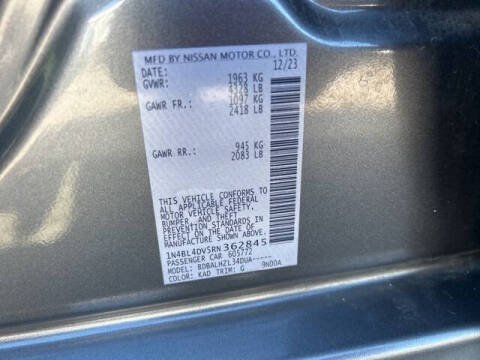 MFD BY NISSAN MOTOR CO., LTD.
DATE: 12/23
GVWR: 1963 KG
4328 LB
GAWR FR.: 1097 KG
2418 LB
GAWR RR.: 945 KG
2083 LB
THIS VEHICLE CONFORMS TO
ALL APPLICABLE FEDERAL
MOTOR VEHICLE SAFETY,
BUMPER, AND THEFT
PREVENTION STANDARDS IN
EFFECT ON THE DATE OF
MANUFACTURE SHOWN ABOVE.
1N4BL4DV5RN362845
PASSENGER CAR 605772
MODEL: BDBALHZL34DUA-----
COLOR: KAD TRIM: G 9N00A